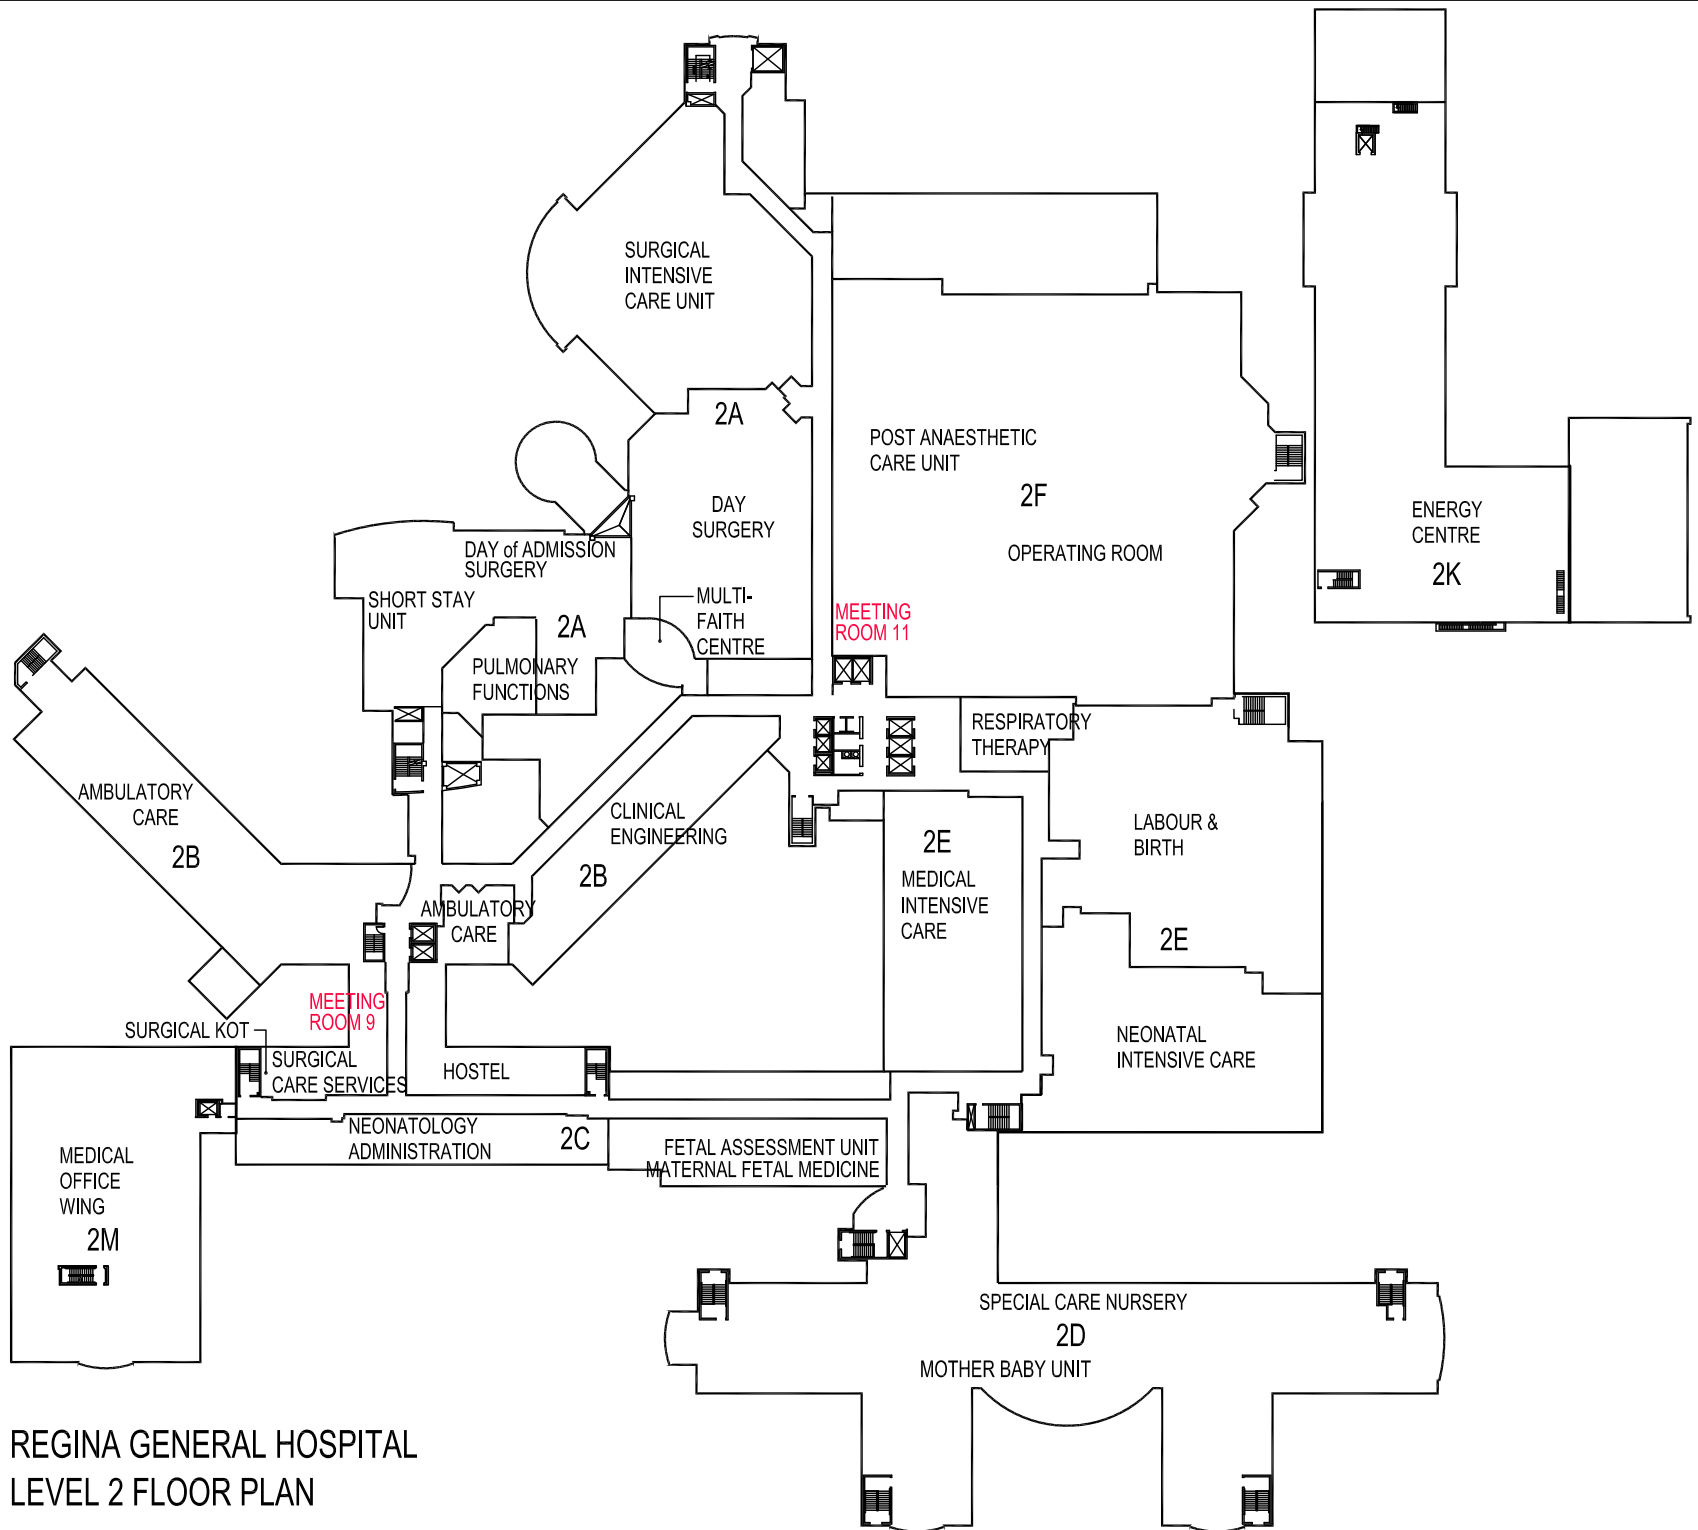 SURGICAL
INTENSIVE
CARE UNIT
2A
POST ANAESTHETIC
CARE UNIT
2F
OPERATING ROOM
DAY
SURGERY
ENERGY
CENTRE
2K
DAY of ADMISSION
SURGERY
SHORT STAY
UNIT
2A
MULTI-
FAITH
CENTRE
MEETING
ROOM 11
PULMONARY
FUNCTIONS
RESPIRATORY
THERAPY
AMBULATORY
CARE
2B
CLINICAL
ENGINEERING
2B
2E
MEDICAL
INTENSIVE
CARE
LABOUR &
BIRTH
2E
AMBULATORY
CARE
MEETING
ROOM 9
SURGICAL KOT
SURGICAL
CARE SERVICES
HOSTEL
NEONATAL
INTENSIVE CARE
NEONATOLOGY
ADMINISTRATION
2C
FETAL ASSESSMENT UNIT
MATERNAL FETAL MEDICINE
MEDICAL
OFFICE
WING
2M
SPECIAL CARE NURSERY
2D
MOTHER BABY UNIT
REGINA GENERAL HOSPITAL
LEVEL 2 FLOOR PLAN